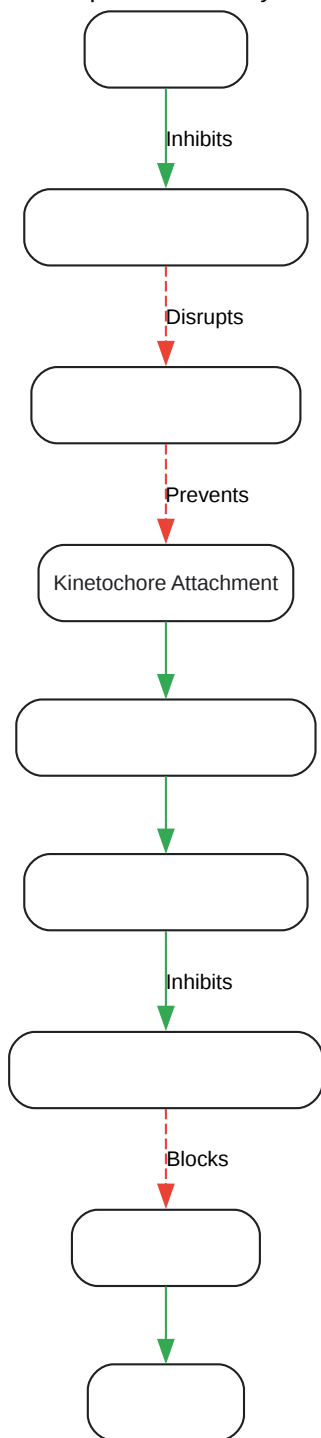 Inhibits
Disrupts
Prevents
Kinetochore Attachment
Inhibits
Blocks